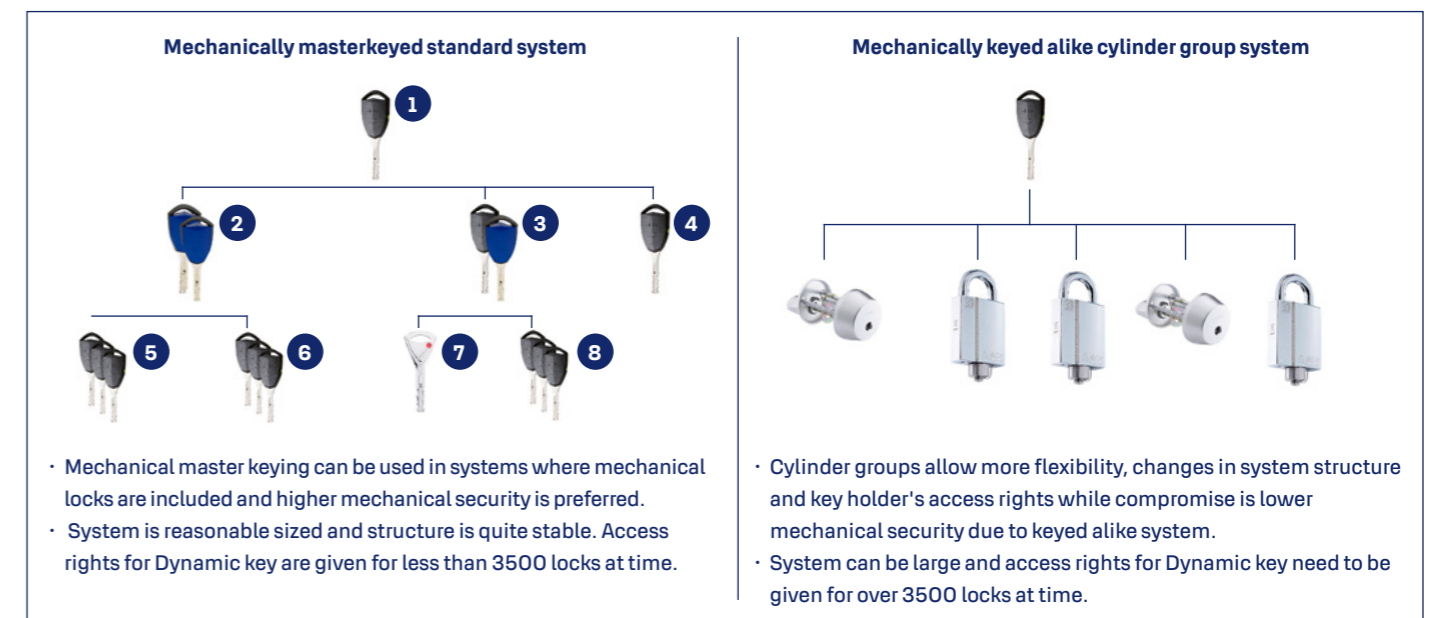 Mechanically masterkeyed standard system
1
2
3
4
5
6
7
8
· Mechanical master keying can be used in systems where mechanical
locks are included and higher mechanical security is preferred.
· System is reasonable sized and structure is quite stable. Access
rights for Dynamic key are given for less than 3500 locks at time.
Mechanically keyed alike cylinder group system
· Cylinder groups allow more flexibility, changes in system structure
and key holder's access rights while compromise is lower
mechanical security due to keyed alike system.
· System can be large and access rights for Dynamic key need to be
given for over 3500 locks at time.